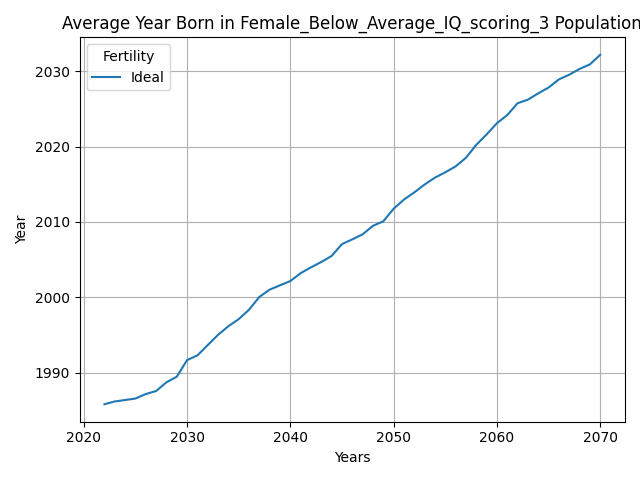 Average Year Born in Female_Below_Average_IQ_scoring_3 Population
Fertility
Ideal
Year
2030
2020
2010
2000
1990
2020 2030 2040 2050 2060 2070
Years